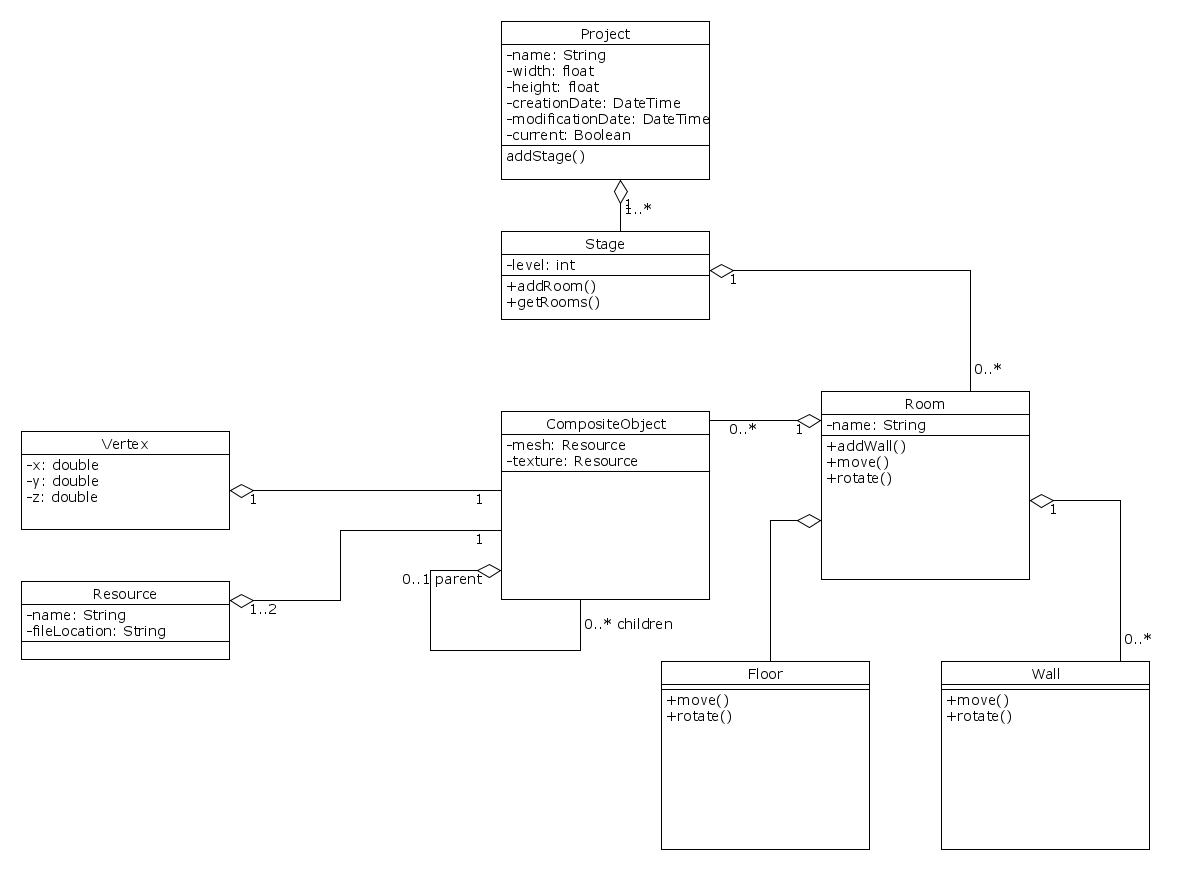 Project
-name: String
-width: float
-height: float
-creationDate: DateTime
-modificationDate: DateTime
-current: Boolean
addStage()
1
1..*
Stage
-level: int
+addRoom()
+getRooms()
1
0..*
Room
-name: String
+addWall()
+move()
+rotate()
CompositeObject
-mesh: Resource
-texture: Resource
0..*
1
Vertex
-x: double
-y: double
-z: double
1
1
1
1
0..1 parent
0..* children
Resource
-name: String
-fileLocation: String
1..2
0..*
Floor
+move()
+rotate()
Wall
+move()
+rotate()